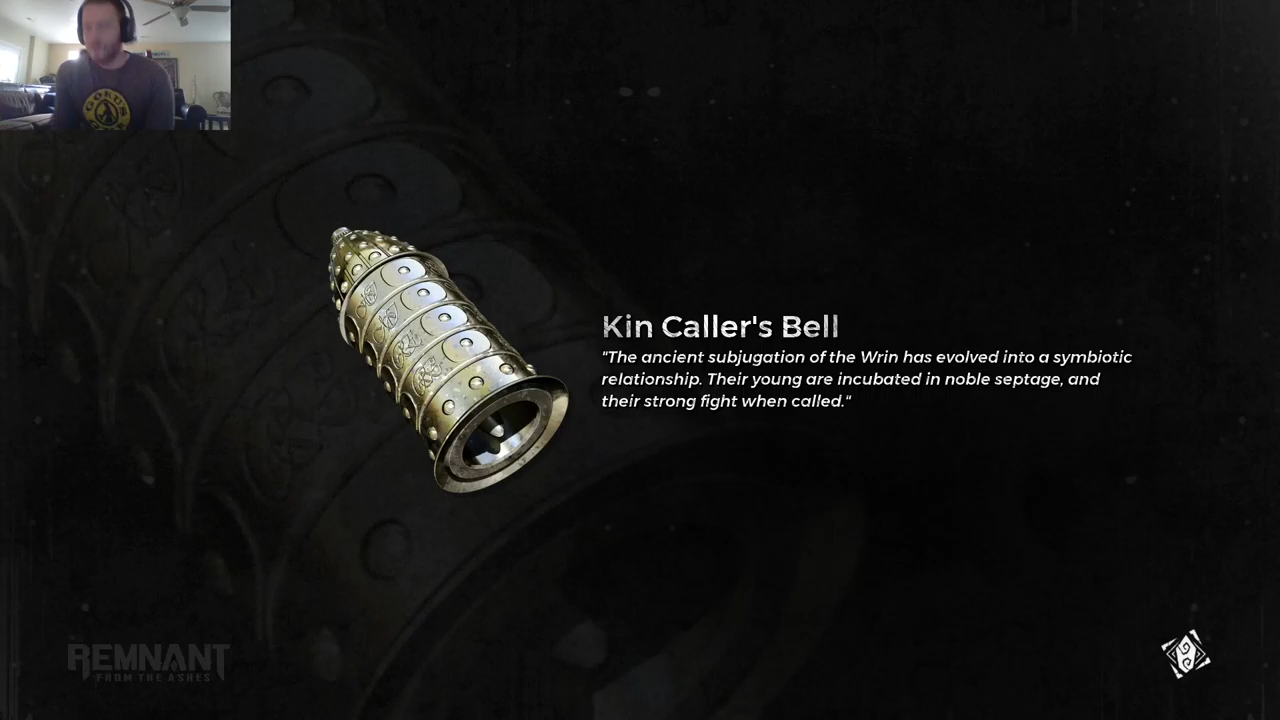 Kin Caller's Bell
"The ancient subjugation of the Wrin has evolved into a symbiotic
relationship. Their young are incubated in noble septage, and
their strong fight when called."
REMNANT
FROM THE ASHES